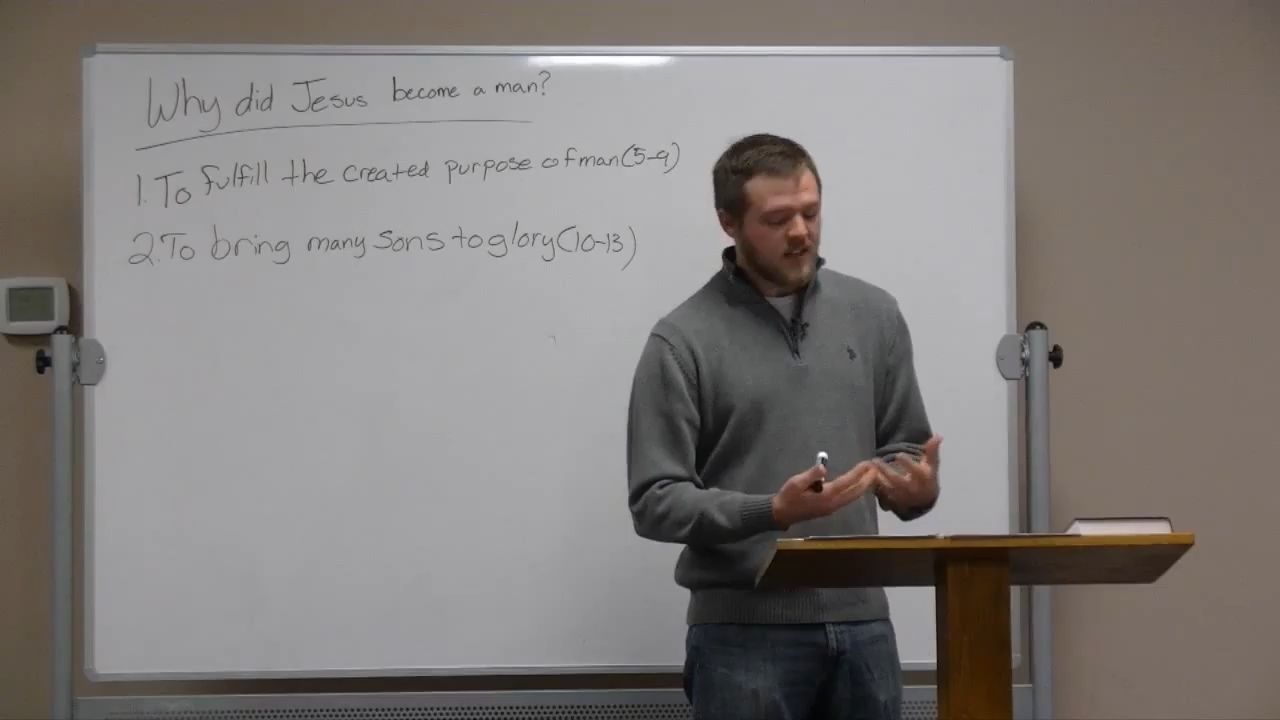 Why did Jesus become a man?
1. To fulfill the created purpose of man (5-9)
2. To bring many sons to glory (10-13)